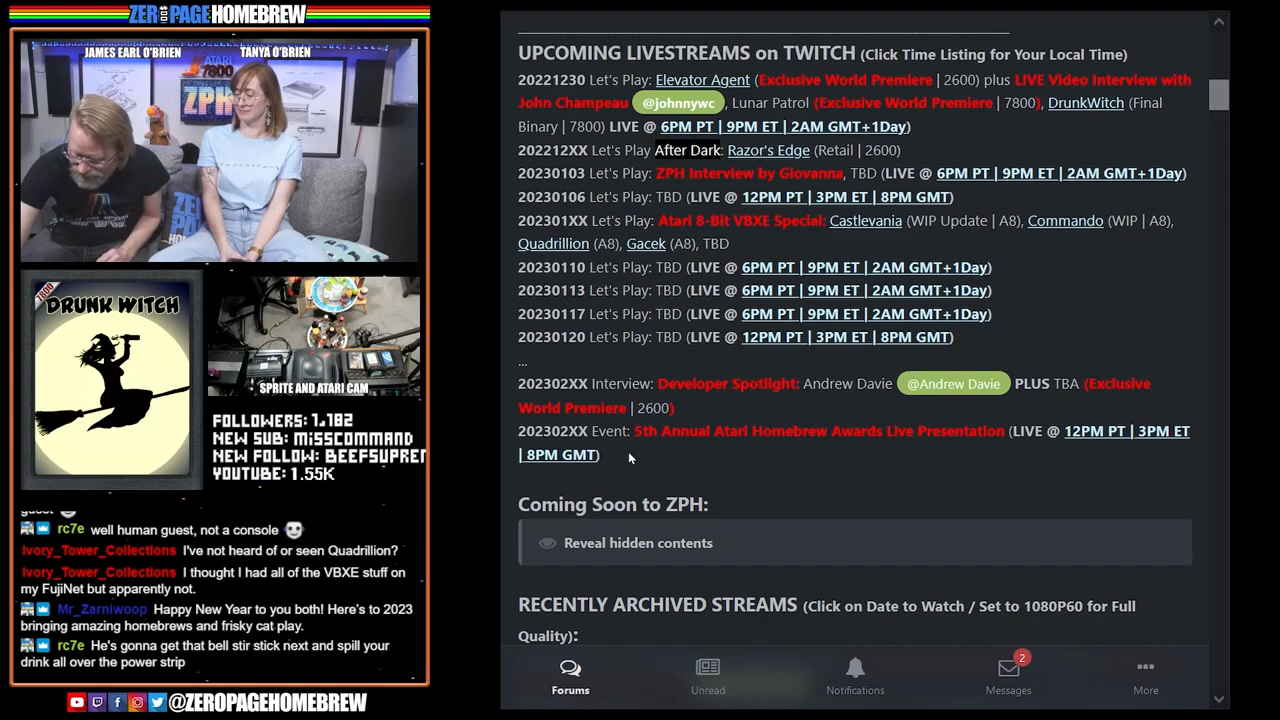 ZERO PAGE HOMEBREW
JAMES EARL O'BRIEN
TANYA O'BRIEN
ATARI
7800
ZPH
DRUNK WITCH
7800
SPRITE AND ATARI CAM
FOLLOWERS: 1,182
NEW SUB: MISSCOMMAND
NEW FOLLOW: BEEFSUPREM
YOUTUBE: 1.55K
guest
rc7e well human guest, not a console
Ivory_Tower_Collections I've not heard of or seen Quadrillion?
Ivory_Tower_Collections I thought I had all of the VBXE stuff on
my FujiNet but apparently not.
Mr_Zarniwoop Happy New Year to you both! Here's to 2023
bringing amazing homebrews and frisky cat play.
rc7e He's gonna get that bell stir stick next and spill your
drink all over the power strip
@ZEROPAGEHOMEBREW
UPCOMING LIVESTREAMS on TWITCH (Click Time Listing for Your Local Time)
20221230 Let's Play: Elevator Agent (Exclusive World Premiere | 2600) plus LIVE Video Interview with
John Champeau @johnnywc , Lunar Patrol (Exclusive World Premiere | 7800), DrunkWitch (Final
Binary | 7800) LIVE @ 6PM PT | 9PM ET | 2AM GMT+1Day)
202212XX Let's Play After Dark: Razor's Edge (Retail | 2600)
20230103 Let's Play: ZPH Interview by Giovanna, TBD (LIVE @ 6PM PT | 9PM ET | 2AM GMT+1Day)
20230106 Let's Play: TBD (LIVE @ 12PM PT | 3PM ET | 8PM GMT)
202301XX Let's Play: Atari 8-Bit VBXE Special: Castlevania (WIP Update | A8), Commando (WIP | A8),
Quadrillion (A8), Gacek (A8), TBD
20230110 Let's Play: TBD (LIVE @ 6PM PT | 9PM ET | 2AM GMT+1Day)
20230113 Let's Play: TBD (LIVE @ 6PM PT | 9PM ET | 2AM GMT+1Day)
20230117 Let's Play: TBD (LIVE @ 6PM PT | 9PM ET | 2AM GMT+1Day)
20230120 Let's Play: TBD (LIVE @ 12PM PT | 3PM ET | 8PM GMT)
...
202302XX Interview: Developer Spotlight: Andrew Davie @Andrew Davie PLUS TBA (Exclusive
World Premiere | 2600)
202302XX Event: 5th Annual Atari Homebrew Awards Live Presentation (LIVE @ 12PM PT | 3PM ET
| 8PM GMT)
Coming Soon to ZPH:
Reveal hidden contents
RECENTLY ARCHIVED STREAMS (Click on Date to Watch / Set to 1080P60 for Full
Quality):
2
Forums
Unread
Notifications
Messages
More